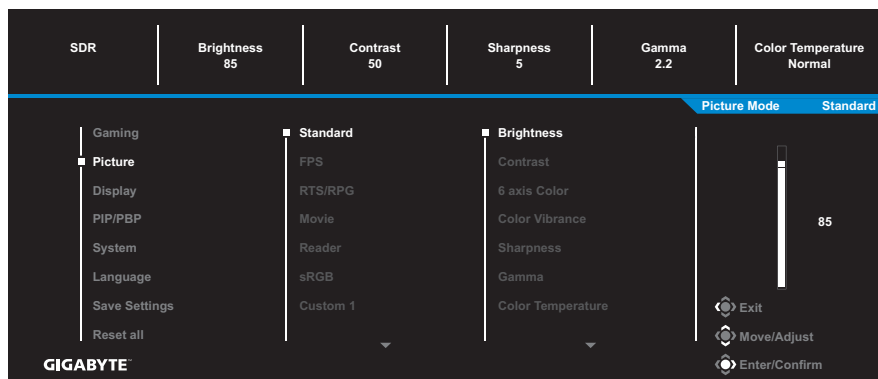 SDR Brightness Contrast Sharpness Gamma Color Temperature
85 50 5 2.2 Normal
Picture Mode Standard
Gaming Standard Brightness
Picture FPS Contrast
Display RTS/RPG 6 axis Color
PIP/PBP Movie Color Vibrance
85
System Reader Sharpness
Language sRGB Gamma
Save Settings Custom 1 Color Temperature
Exit
Reset all
Move/Adjust
GIGABYTE™
Enter/Confirm